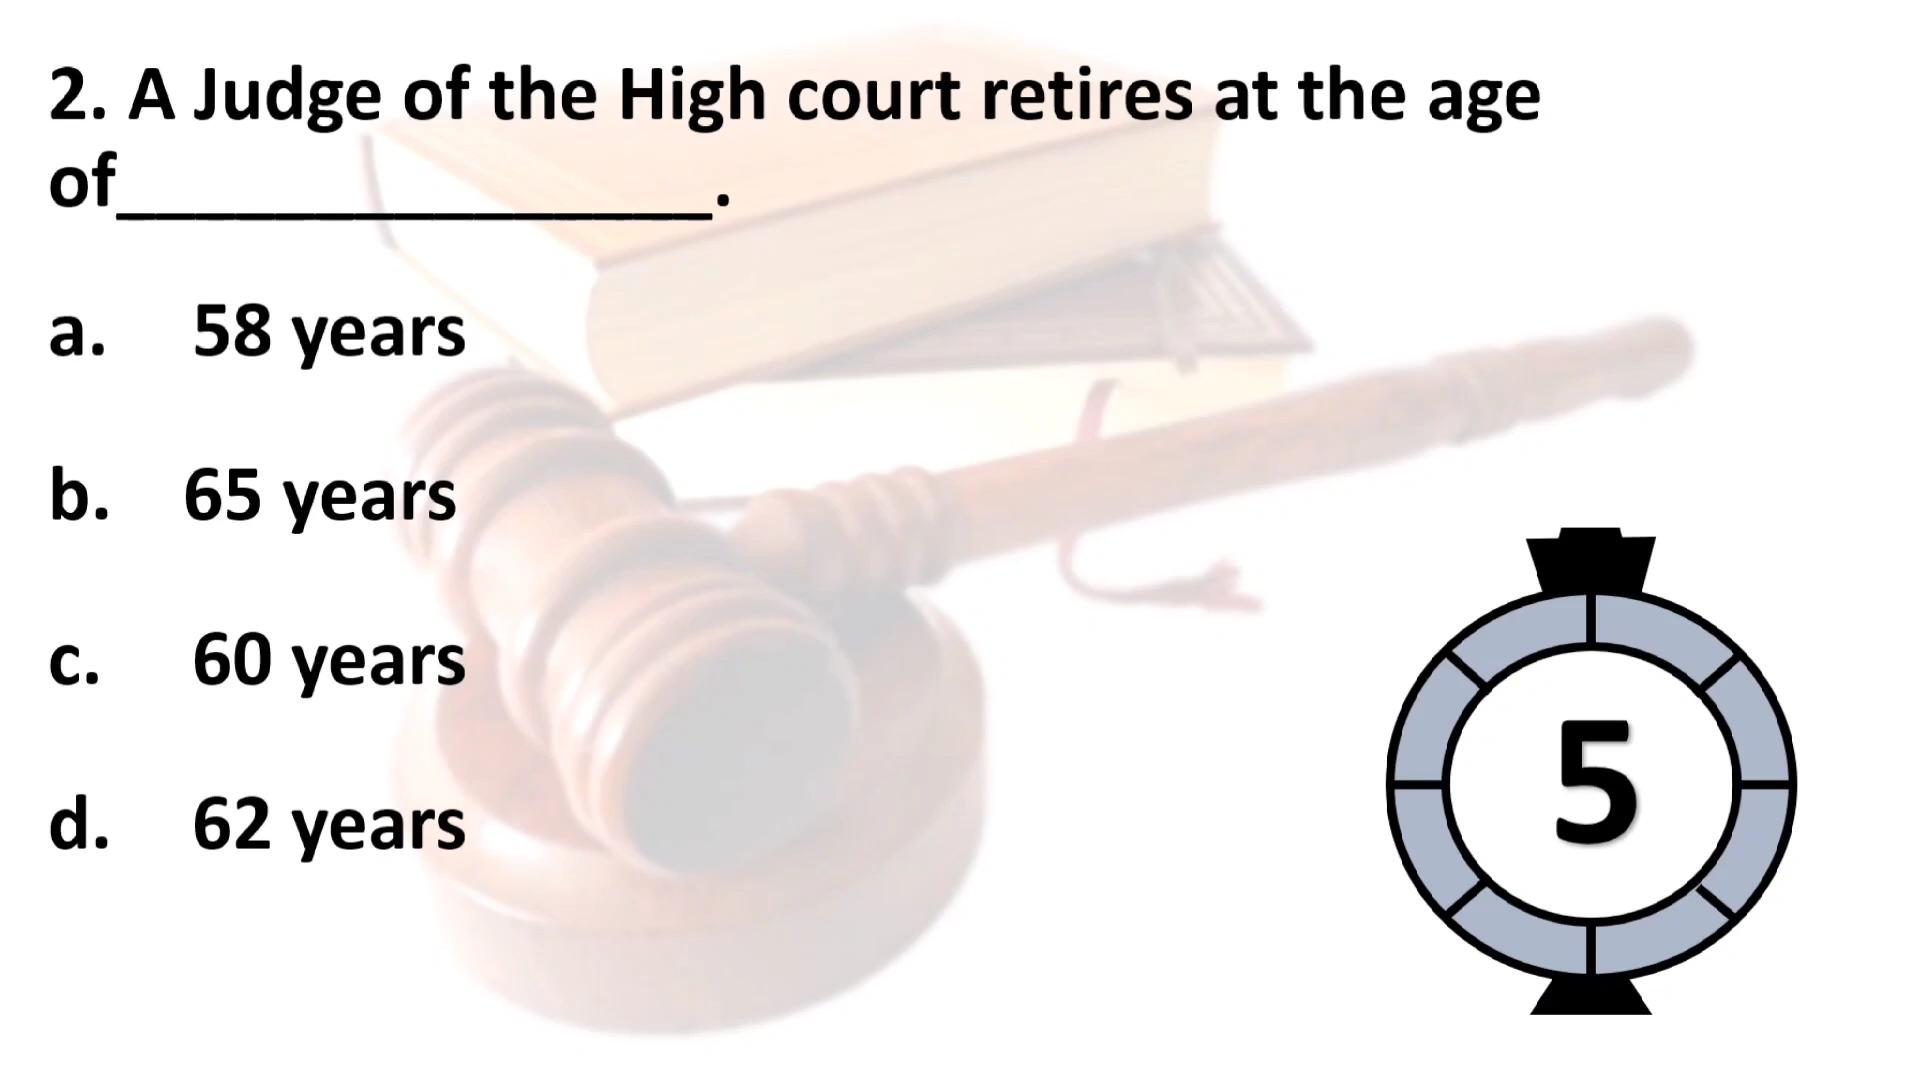 2. A Judge of the High court retires at the age
of_______________.
a. 58 years
b. 65 years
c. 60 years
d. 62 years
5